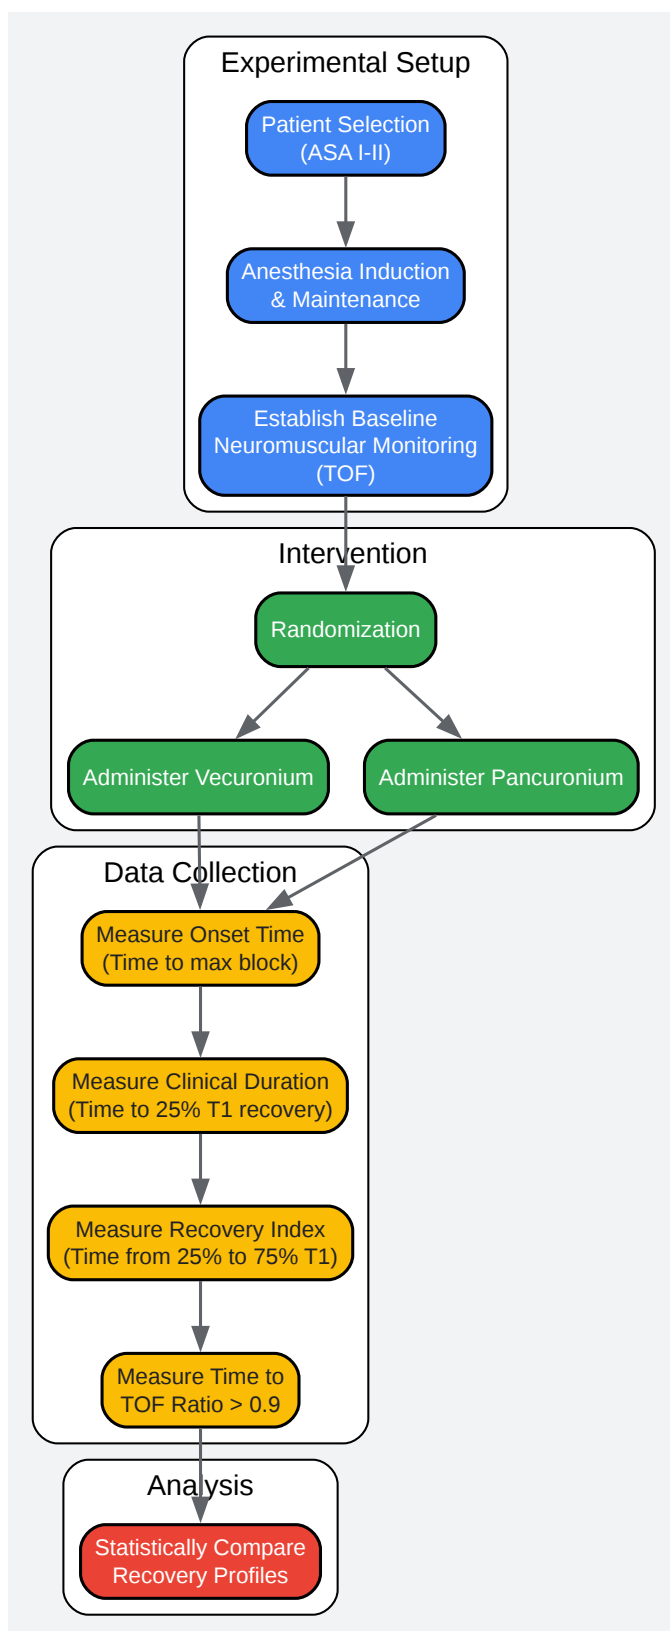 Experimental Setup
Patient Selection
(ASA I-II)
Anesthesia Induction
& Maintenance
Establish Baseline
Neuromuscular Monitoring
(TOF)
Intervention
Randomization
Administer Vecuronium
Administer Pancuronium
Data Collection
Measure Onset Time
(Time to max block)
Measure Clinical Duration
(Time to 25% T1 recovery)
Measure Recovery Index
(Time from 25% to 75% T1)
Measure Time to
TOF Ratio > 0.9
Analysis
Statistically Compare
Recovery Profiles